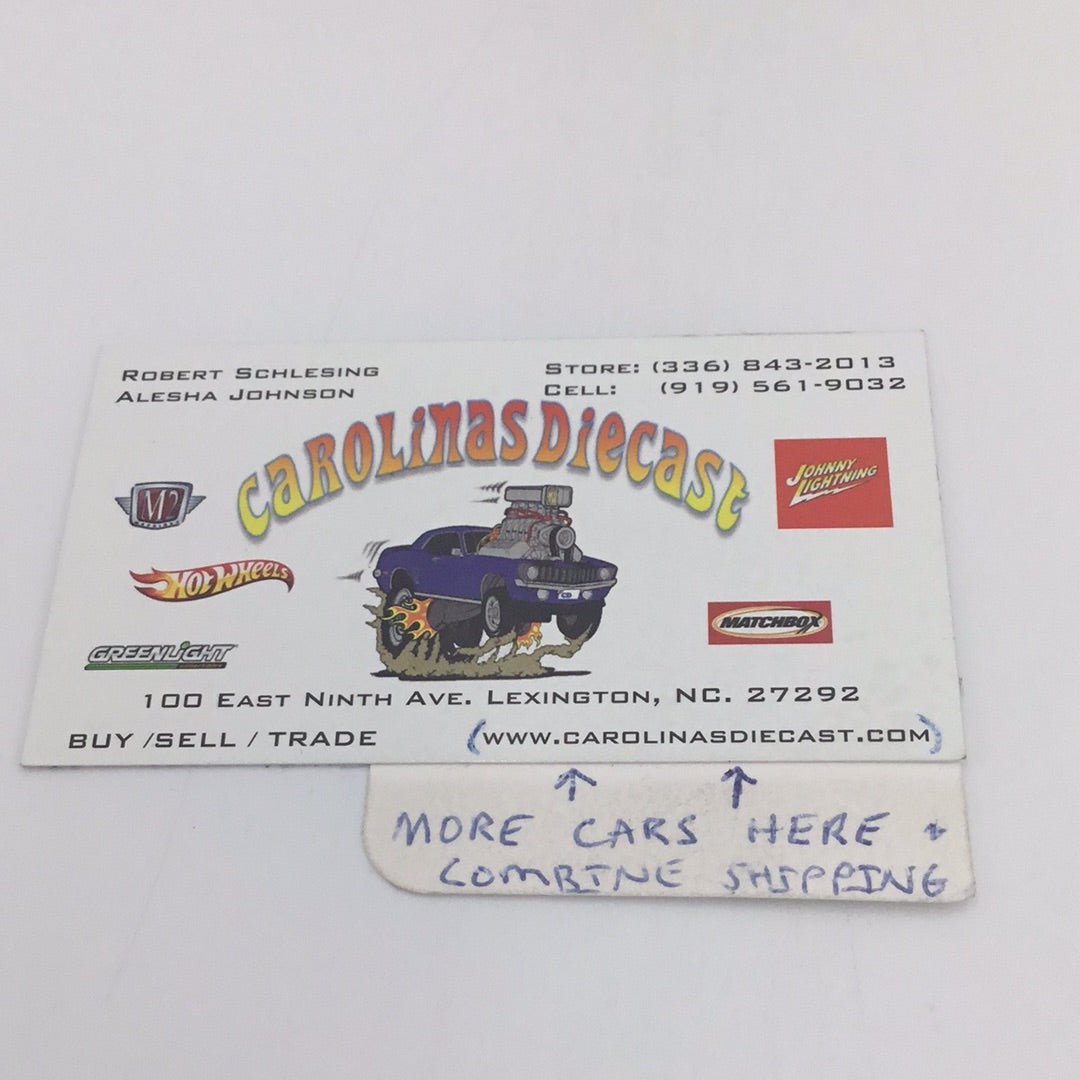 ROBERT SCHLESING
ALESHA JOHNSON
STORE: (336) 843-2013
CELL: (919) 561-9032
CAROLINAS DIECAST
M2
JOHNNY
LIGHTNING
HOT WHEELS
MATCHBOX
GREENLIGHT
CD
100 EAST NINTH AVE. LEXINGTON, NC. 27292
BUY /SELL / TRADE
(WWW.CAROLINASDIECAST.COM)
↑ ↑
MORE CARS HERE +
COMBINE SHIPPING